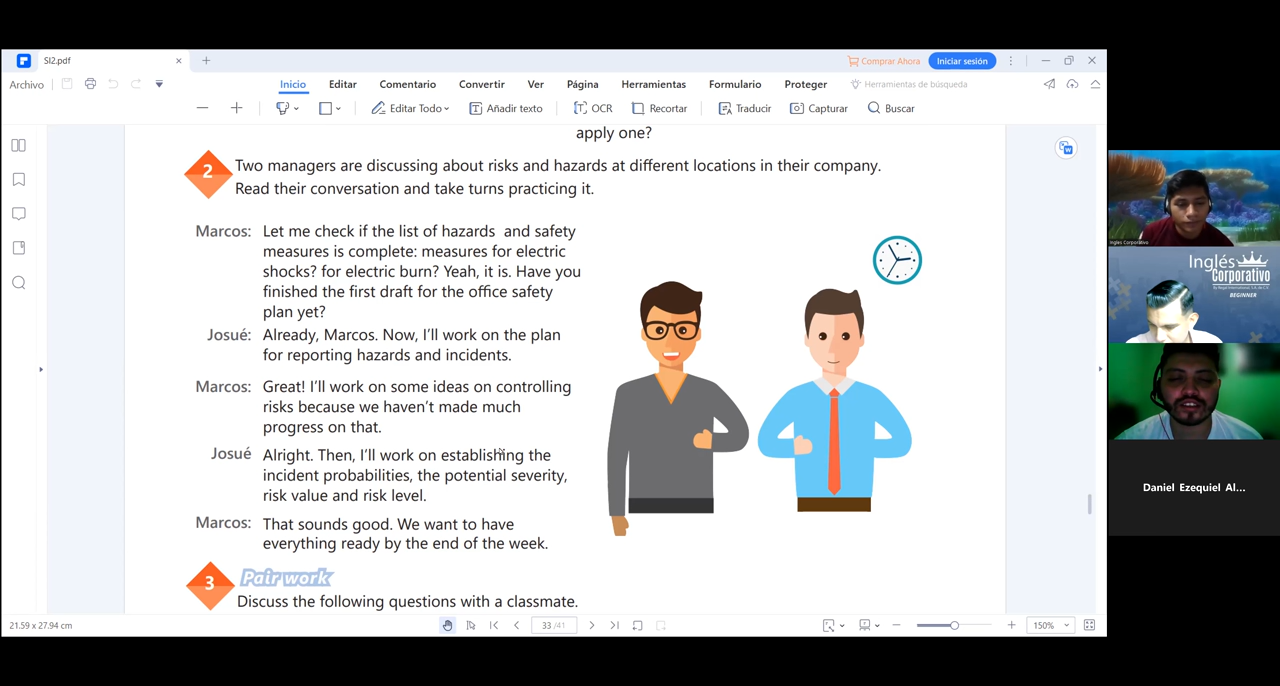 SI2.pdf
Comprar Ahora
Iniciar sesión
Archivo
Inicio
Editar
Comentario
Convertir
Ver
Página
Herramientas
Formulario
Proteger
Herramientas de búsqueda
Editar Todo
Añadir texto
OCR
Recortar
Traducir
Capturar
Buscar
apply one?
2
Two managers are discussing about risks and hazards at different locations in their company.
Read their conversation and take turns practicing it.
Marcos: Let me check if the list of hazards and safety
measures is complete: measures for electric
shocks? for electric burn? Yeah, it is. Have you
finished the first draft for the office safety
plan yet?
Josué: Already, Marcos. Now, I'll work on the plan
for reporting hazards and incidents.
Marcos: Great! I'll work on some ideas on controlling
risks because we haven't made much
progress on that.
Josué Alright. Then, I'll work on establishing the
incident probabilities, the potential severity,
risk value and risk level.
Marcos: That sounds good. We want to have
everything ready by the end of the week.
3
Pair work
Discuss the following questions with a classmate.
21.59 x 27.94 cm
33 /41
150%
Ingles Corporativo
Inglés
Corporativo
BEGINNER
Daniel Ezequiel Al...